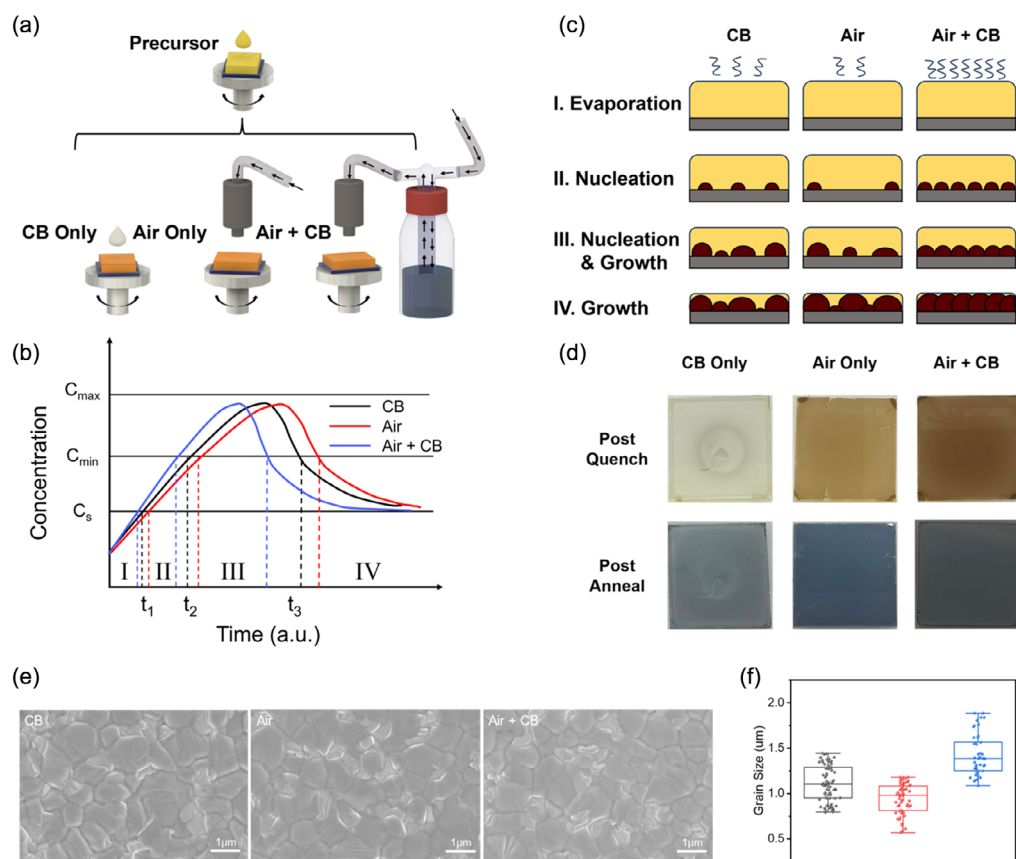 (a)
Precursor
CB Only
Air Only
Air + CB
(b)
Concentration
Cmax
Cmin
Cs
CB
Air
Air + CB
I
II
III
IV
t1
t2
t3
Time (a.u.)
(c)
CB
Air
Air + CB
I. Evaporation
II. Nucleation
III. Nucleation
& Growth
IV. Growth
(d)
CB Only
Air Only
Air + CB
Post
Quench
Post
Anneal
(e)
CB
Air
Air + CB
1μm
1μm
1μm
(f)
Grain Size (um)
2.0
1.5
1.0
0.5